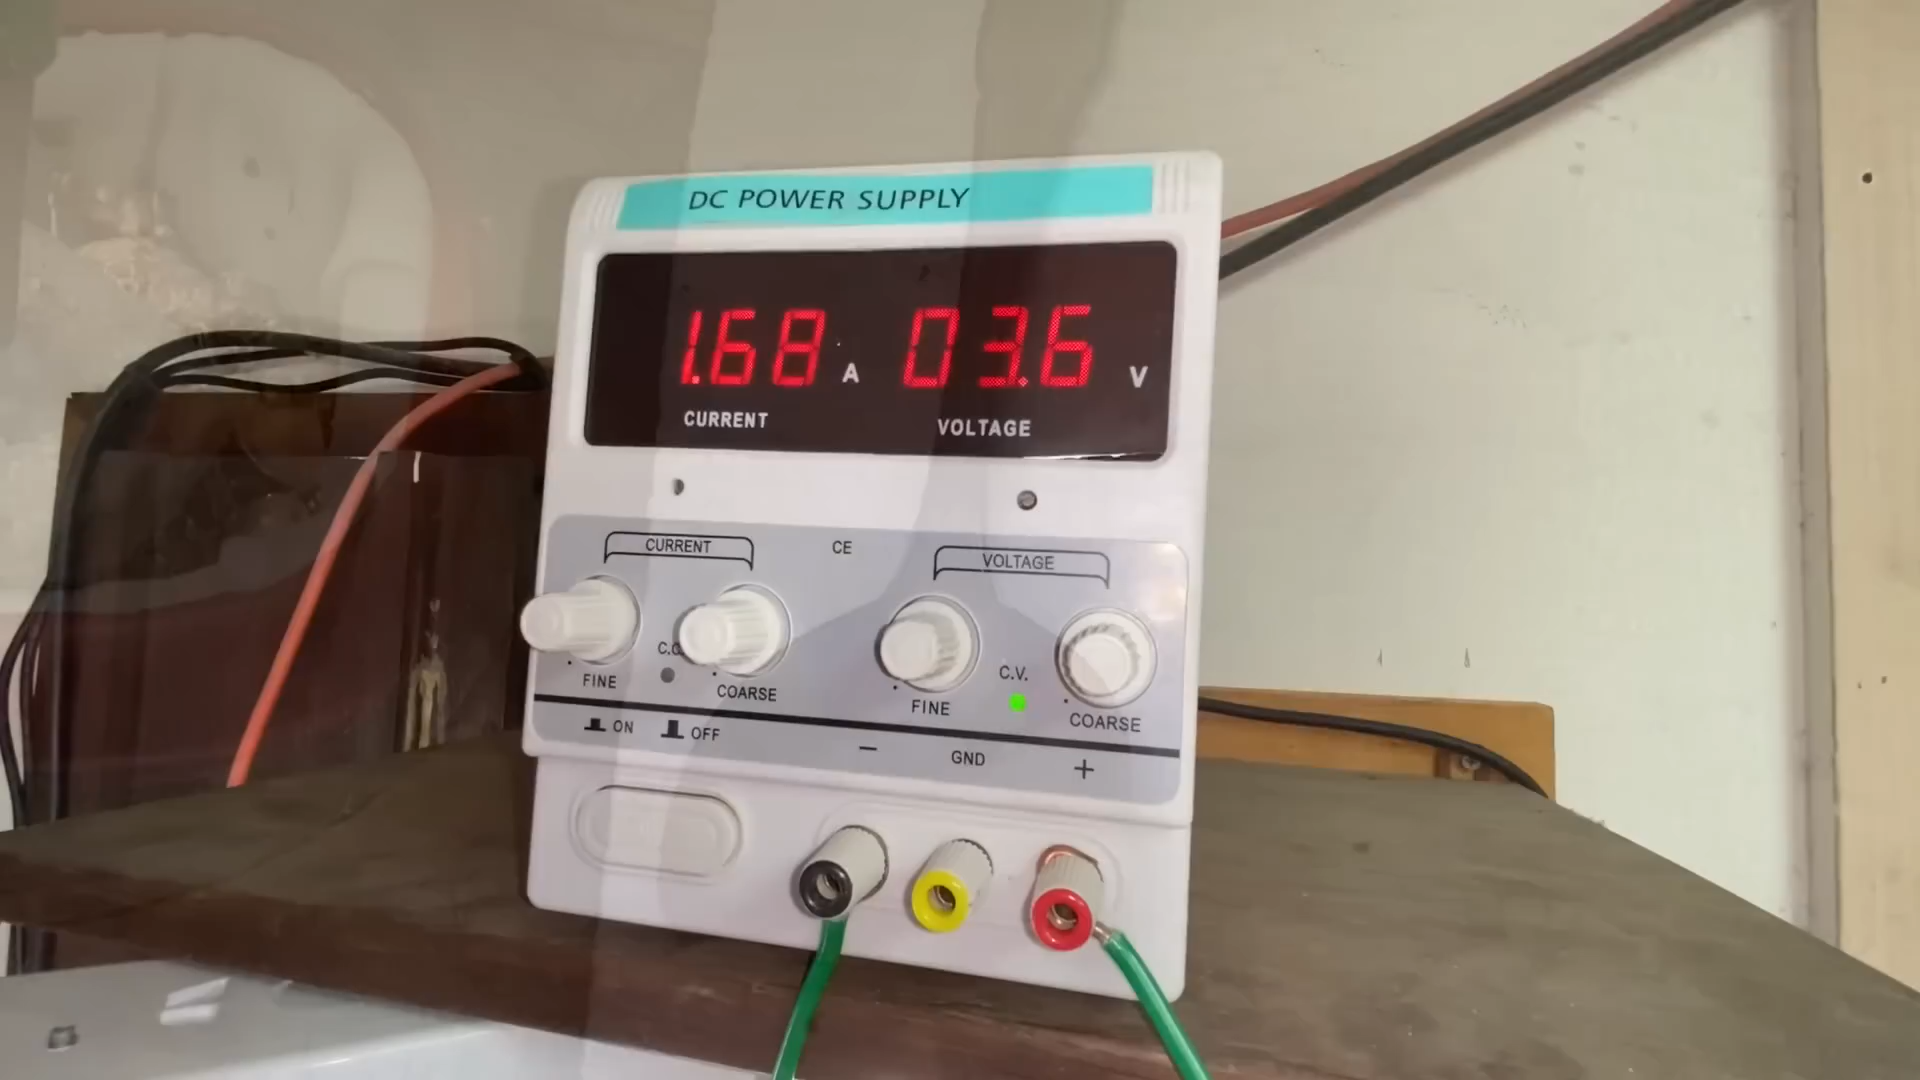 DC POWER SUPPLY
1.68 A 03.6 V
CURRENT VOLTAGE
CURRENT CE VOLTAGE
C.C C.V.
FINE COARSE FINE COARSE
ON OFF − GND +